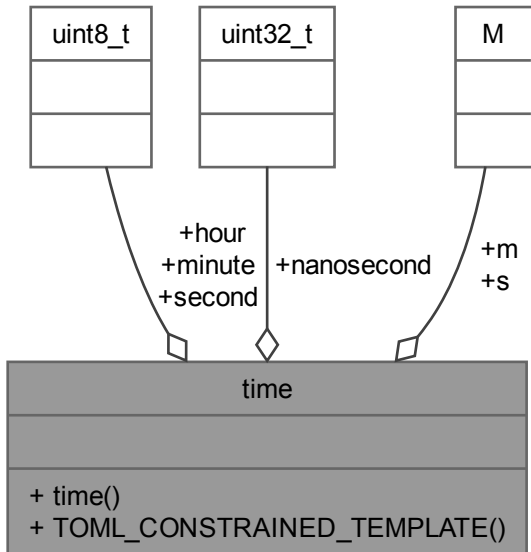 uint8_t
uint32_t
M
+hour
+minute
+second
+nanosecond
+m
+s
time
+ time()
+ TOML_CONSTRAINED_TEMPLATE()